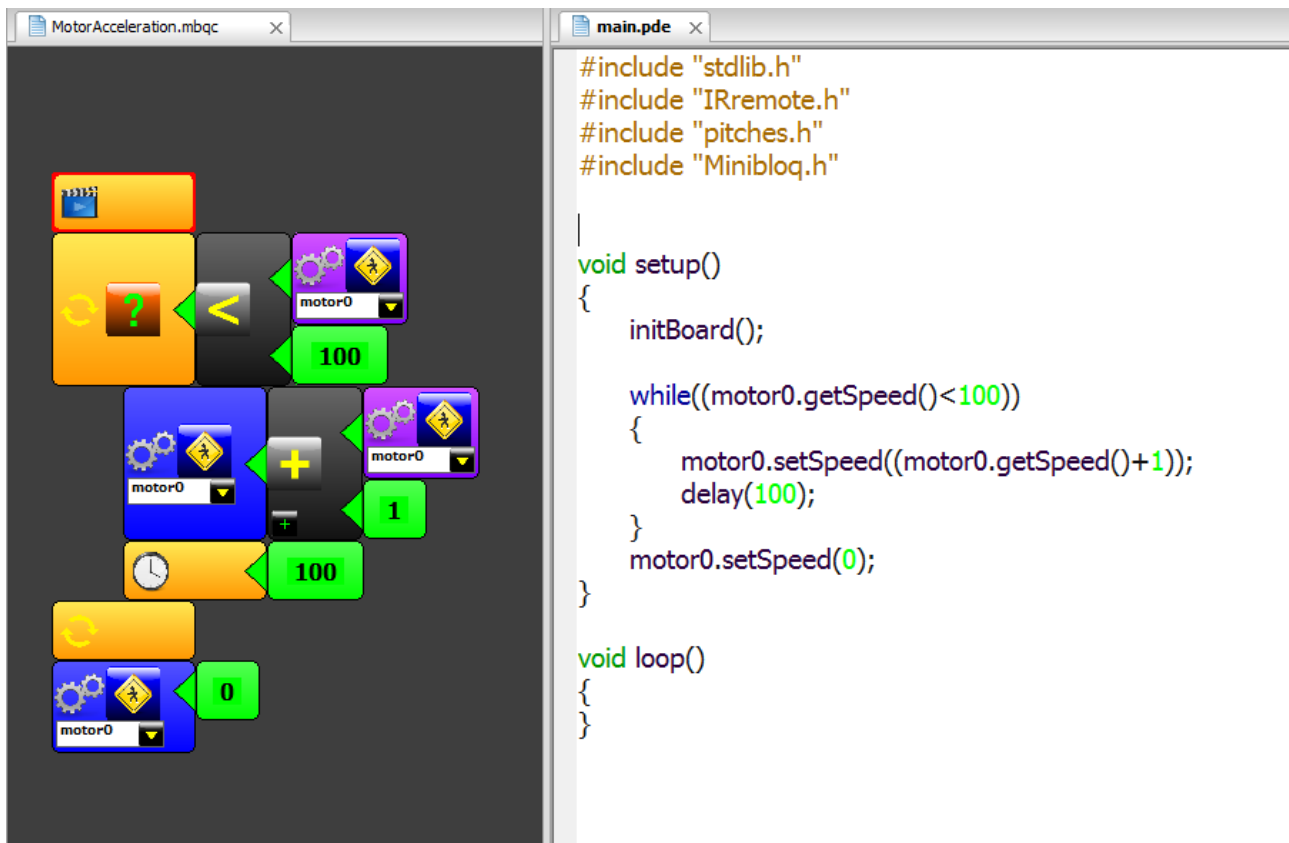 MotorAcceleration.mbqc
?
<
motor0
100
motor0
+
+
motor0
1
100
0
motor0
main.pde
#include "stdlib.h"
#include "IRremote.h"
#include "pitches.h"
#include "Minibloq.h"
void setup()
{
initBoard();
while((motor0.getSpeed()<100))
{
motor0.setSpeed((motor0.getSpeed()+1));
delay(100);
}
motor0.setSpeed(0);
}
void loop()
{
}